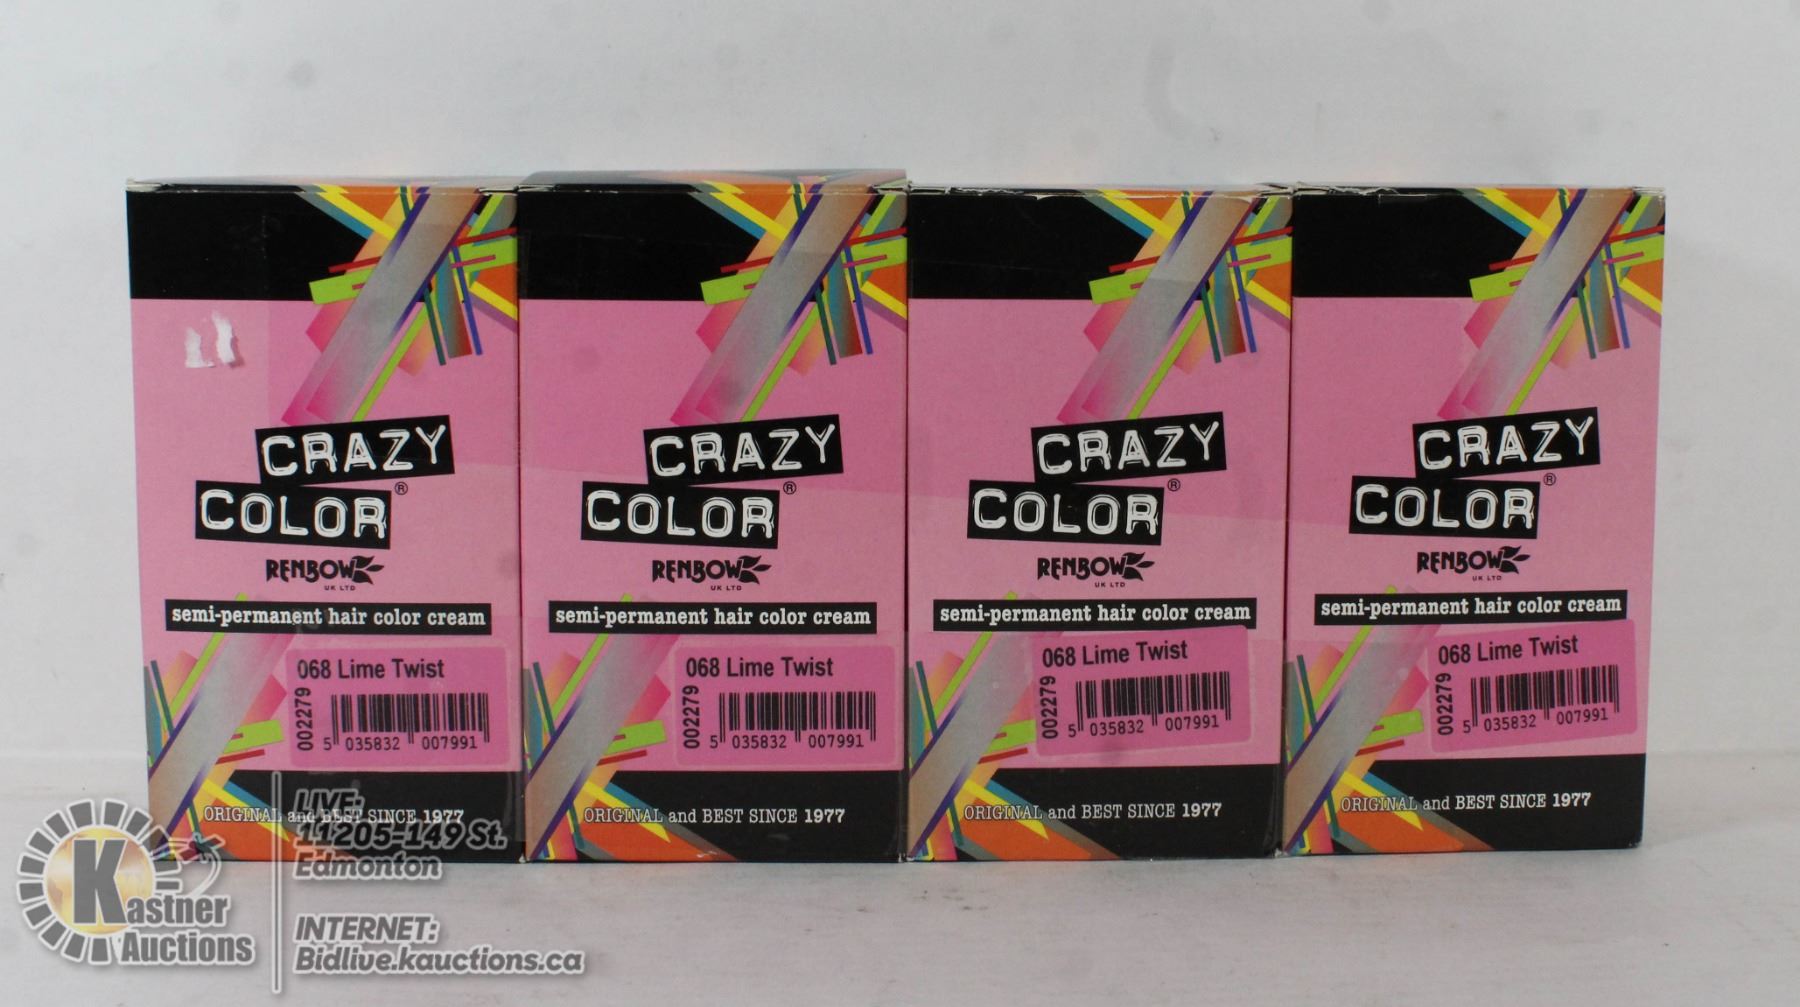 CRAZY
COLOR®
RENBOW
UK LTD
semi-permanent hair color cream
068 Lime Twist
002279
5 035832 007991
ORIGINAL and BEST SINCE 1977
CRAZY
COLOR®
RENBOW
UK LTD
semi-permanent hair color cream
068 Lime Twist
002279
5 035832 007991
ORIGINAL and BEST SINCE 1977
CRAZY
COLOR®
RENBOW
UK LTD
semi-permanent hair color cream
068 Lime Twist
002279
5 035832 007991
ORIGINAL and BEST SINCE 1977
CRAZY
COLOR®
RENBOW
UK LTD
semi-permanent hair color cream
068 Lime Twist
002279
5 035832 007991
ORIGINAL and BEST SINCE 1977
Kastner
Auctions
LIVE:
11205-149 St.
Edmonton
INTERNET:
Bidlive.kauctions.ca